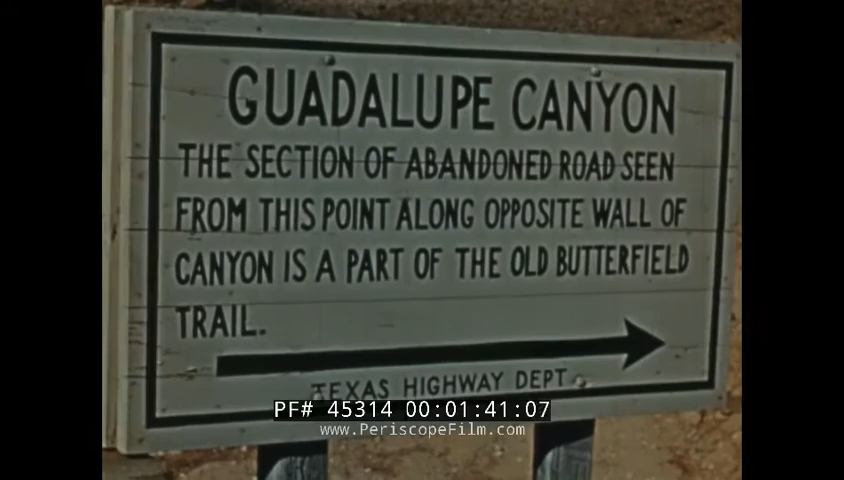 GUADALUPE CANYON
THE SECTION OF ABANDONED ROAD SEEN
FROM THIS POINT ALONG OPPOSITE WALL OF
CANYON IS A PART OF THE OLD BUTTERFIELD
TRAIL.
TEXAS HIGHWAY DEPT.
PF# 45314 00:01:41:07
www.PeriscopeFilm.com